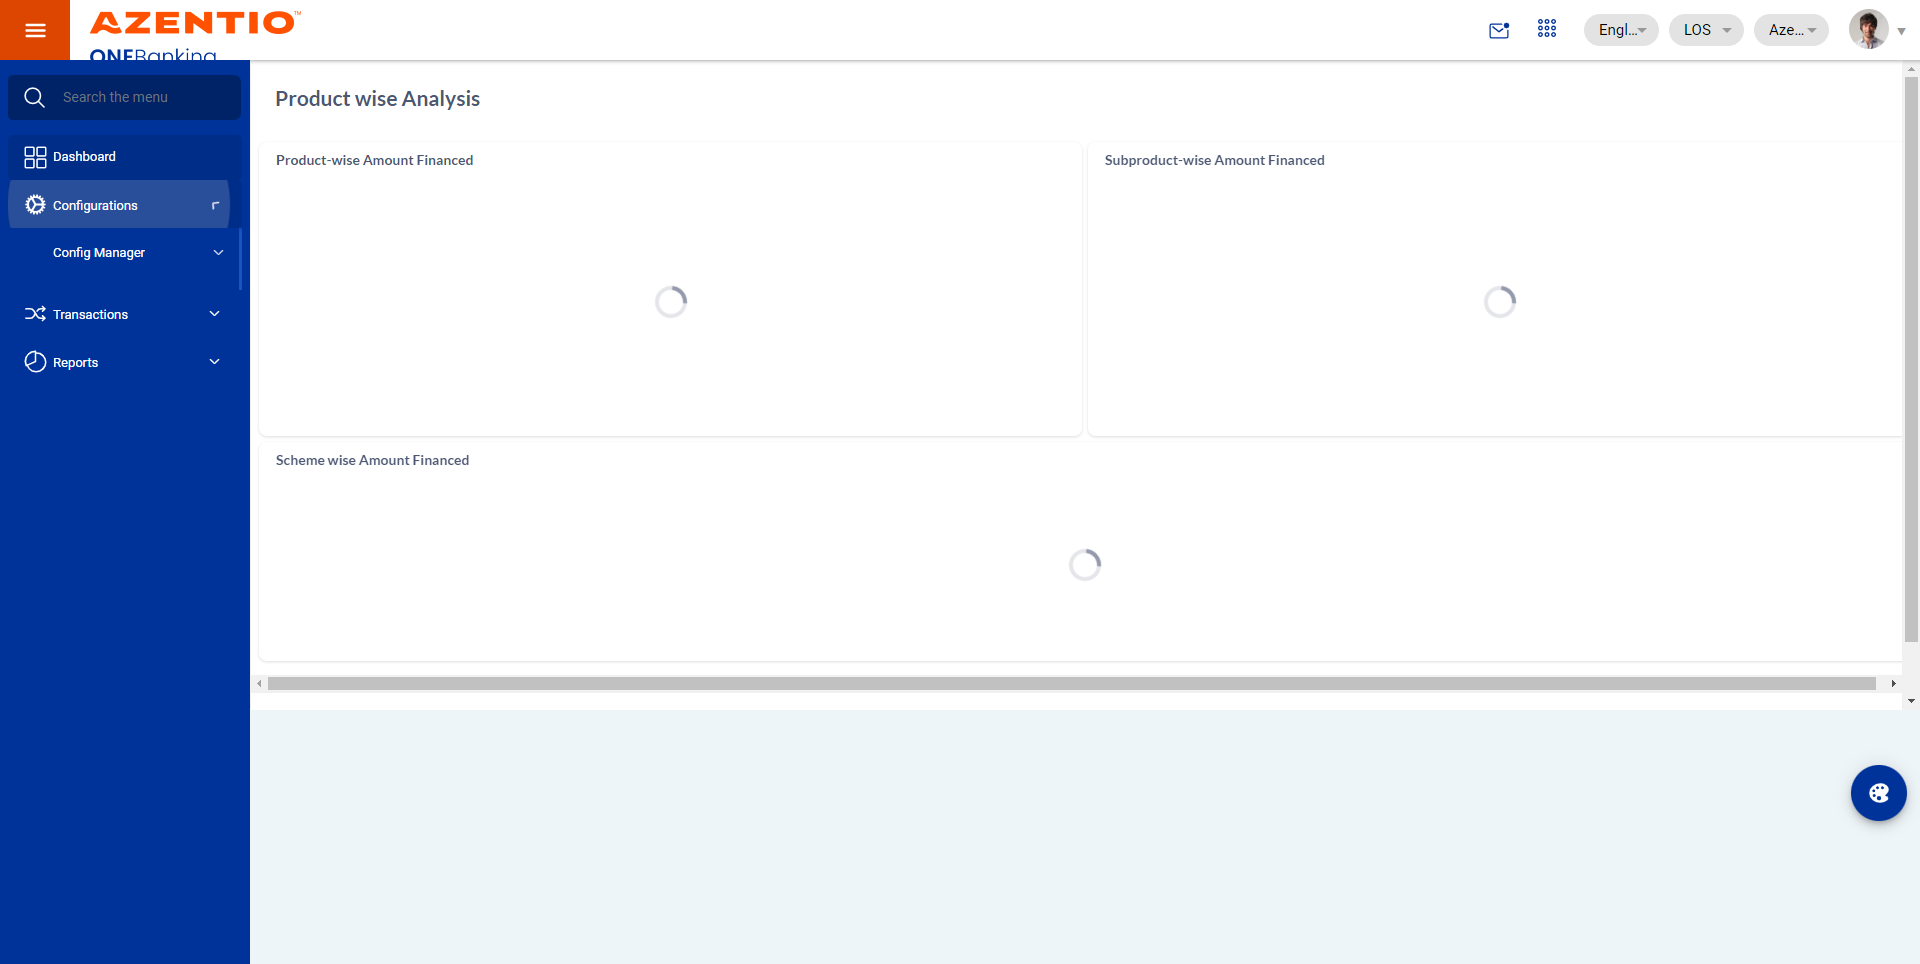 AZENTIO™
ONEBanking
Engl...
LOS
Aze...
Search the menu
Dashboard
Configurations
Config Manager
Transactions
Reports
Product wise Analysis
Product-wise Amount Financed
Subproduct-wise Amount Financed
Scheme wise Amount Financed